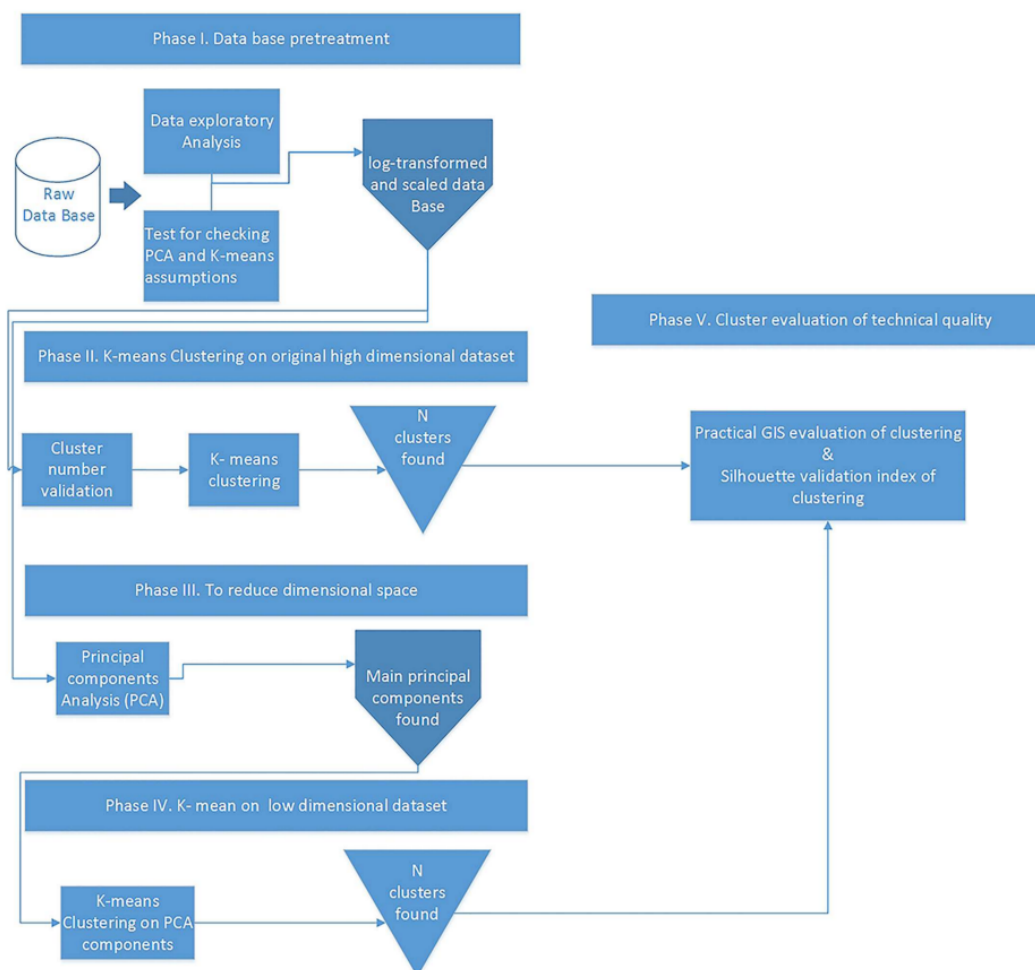 Phase I. Data base pretreatment
Data exploratory
Analysis
Raw
Data Base
Test for checking
PCA and K-means
assumptions
log-transformed
and scaled data
Base
Phase V. Cluster evaluation of technical quality
Phase II. K-means Clustering on original high dimensional dataset
Cluster
number
validation
K- means
clustering
N
clusters
found
Practical GIS evaluation of clustering
&
Silhouette validation index of
clustering
Phase III. To reduce dimensional space
Principal
components
Analysis (PCA)
Main principal
components
found
Phase IV. K- mean on  low dimensional dataset
K-means
Clustering on PCA
components
N
clusters
found